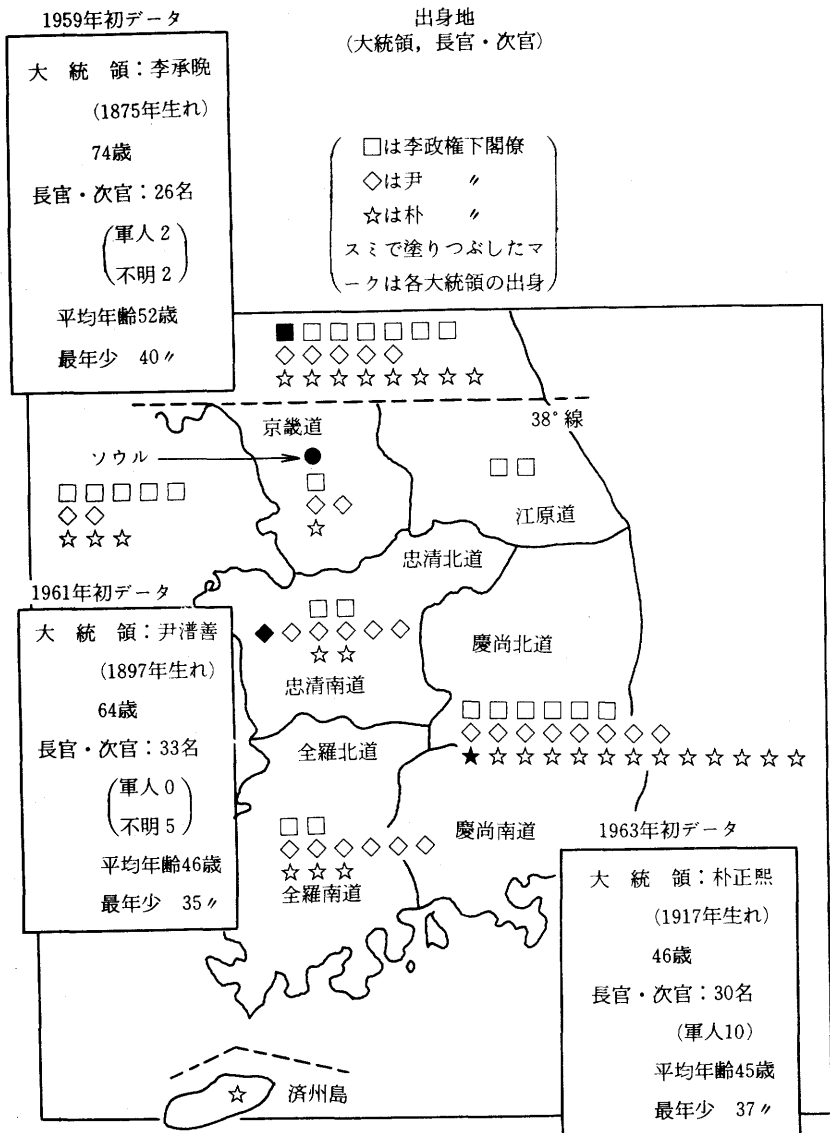 1959年初データ
大統領：李承晩
(1875年生れ)
74歳
長官・次官：26名
(軍人2
不明2)
平均年齢52歳
最年少 40〃
出身地
(大統領，長官・次官)
(□は李政権下閣僚
◇は尹 〃
☆は朴 〃
スミで塗りつぶしたマ
ークは各大統領の出身)
38°線
京畿道
ソウル
江原道
忠清北道
1961年初データ
大統領：尹潽善
(1897年生れ)
64歳
長官・次官：33名
(軍人0
不明5)
平均年齢46歳
最年少 35〃
忠清南道
慶尚北道
全羅北道
慶尚南道
全羅南道
1963年初データ
大統領：朴正熙
(1917年生れ)
46歳
長官・次官：30名
(軍人10)
平均年齢45歳
最年少 37〃
済州島